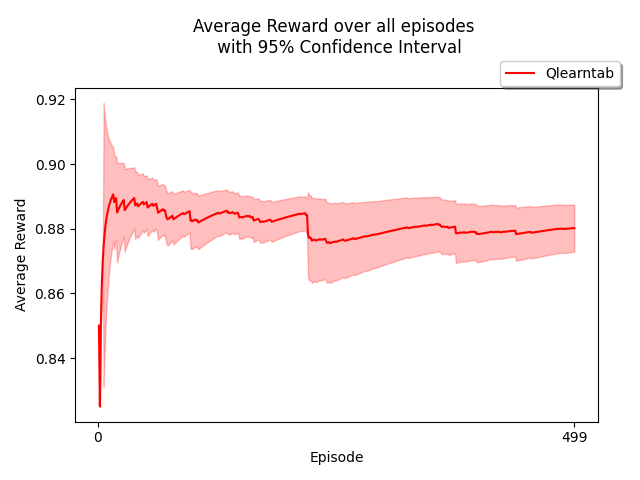 Average Reward over all episodes
with 95% Confidence Interval
Qlearntab
0.92
0.90
0.88
0.86
0.84
Average Reward
0
499
Episode